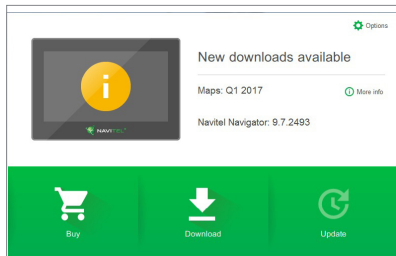 Options
New downloads available
Maps: Q1 2017
More info
Navitel Navigator: 9.7.2493
NAVITEL
Buy
Download
Update